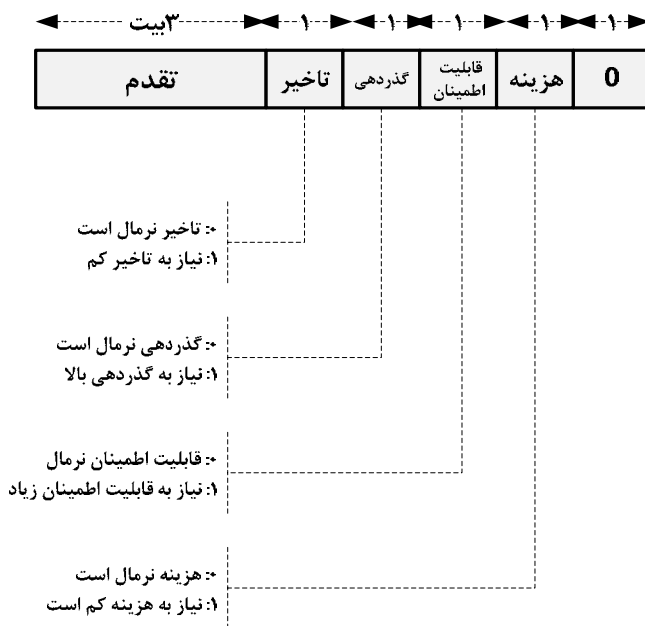 ۳بیت ۱ ۱ ۱ ۱ ۱
تقدم تاخیر گذردهی قابلیت اطمینان هزینه 0
۰: تاخیر نرمال است
۱: نیاز به تاخیر کم
۰: گذردهی نرمال است
۱: نیاز به گذردهی بالا
۰: قابلیت اطمینان نرمال
۱: نیاز به قابلیت اطمینان زیاد
۰: هزینه نرمال است
۱: نیاز به هزینه کم است